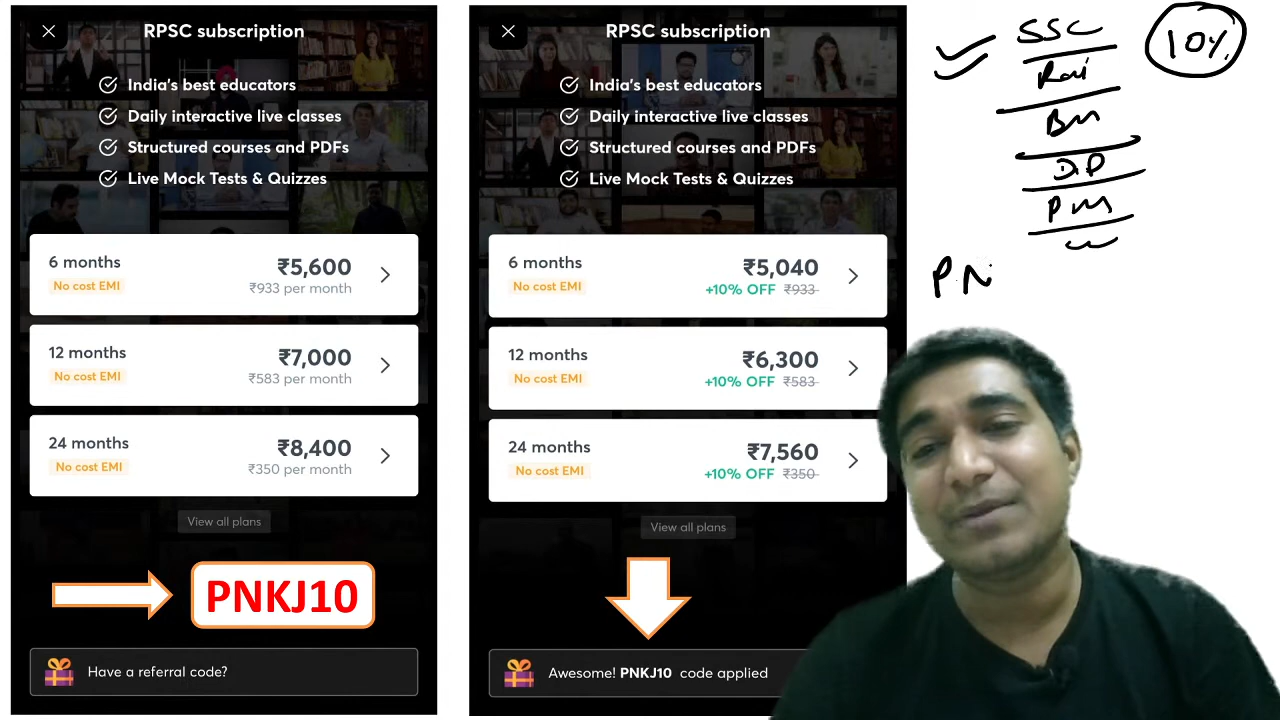 RPSC subscription
India's best educators
Daily interactive live classes
Structured courses and PDFs
Live Mock Tests & Quizzes
6 months
₹5,600
No cost EMI
₹933 per month
12 months
₹7,000
No cost EMI
₹583 per month
24 months
₹8,400
No cost EMI
₹350 per month
View all plans
PNKJ10
Have a referral code?
RPSC subscription
India's best educators
Daily interactive live classes
Structured courses and PDFs
Live Mock Tests & Quizzes
6 months
₹5,040
No cost EMI
+10% OFF ₹933
12 months
₹6,300
No cost EMI
+10% OFF ₹583
24 months
₹7,560
No cost EMI
+10% OFF ₹350
View all plans
Awesome! PNKJ10 code applied
SSC
10%
PN